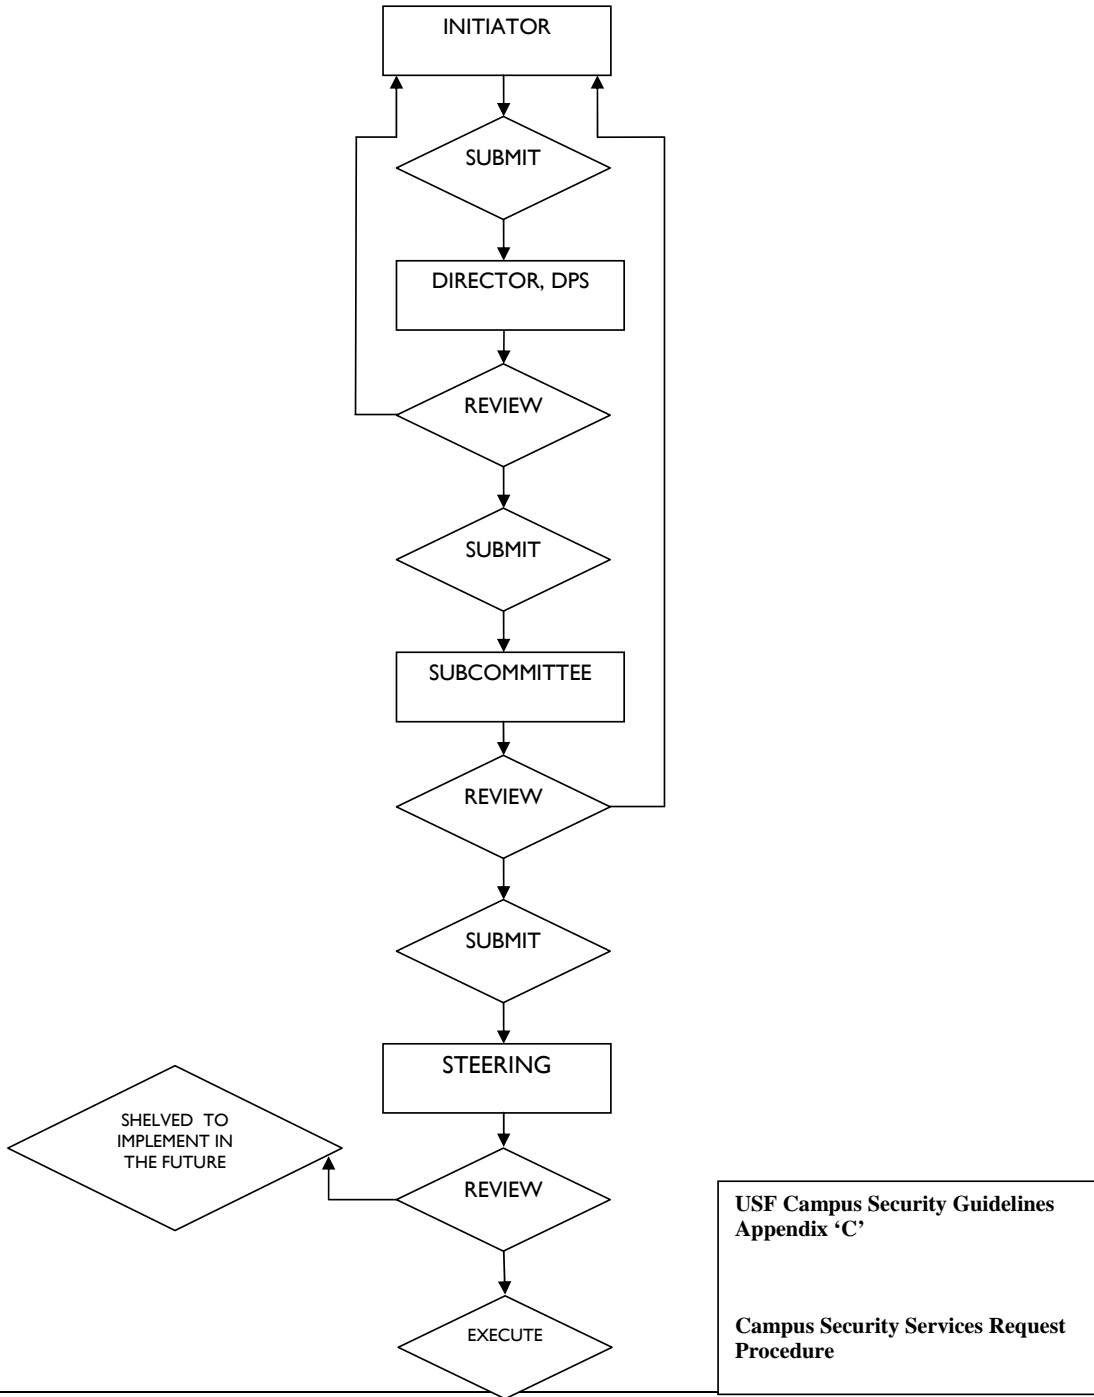 INITIATOR
SUBMIT
DIRECTOR, DPS
REVIEW
SUBMIT
SUBCOMMITTEE
REVIEW
SUBMIT
STEERING
SHELVED TO
IMPLEMENT IN
THE FUTURE
REVIEW
EXECUTE
USF Campus Security Guidelines
Appendix ‘C’
Campus Security Services Request
Procedure